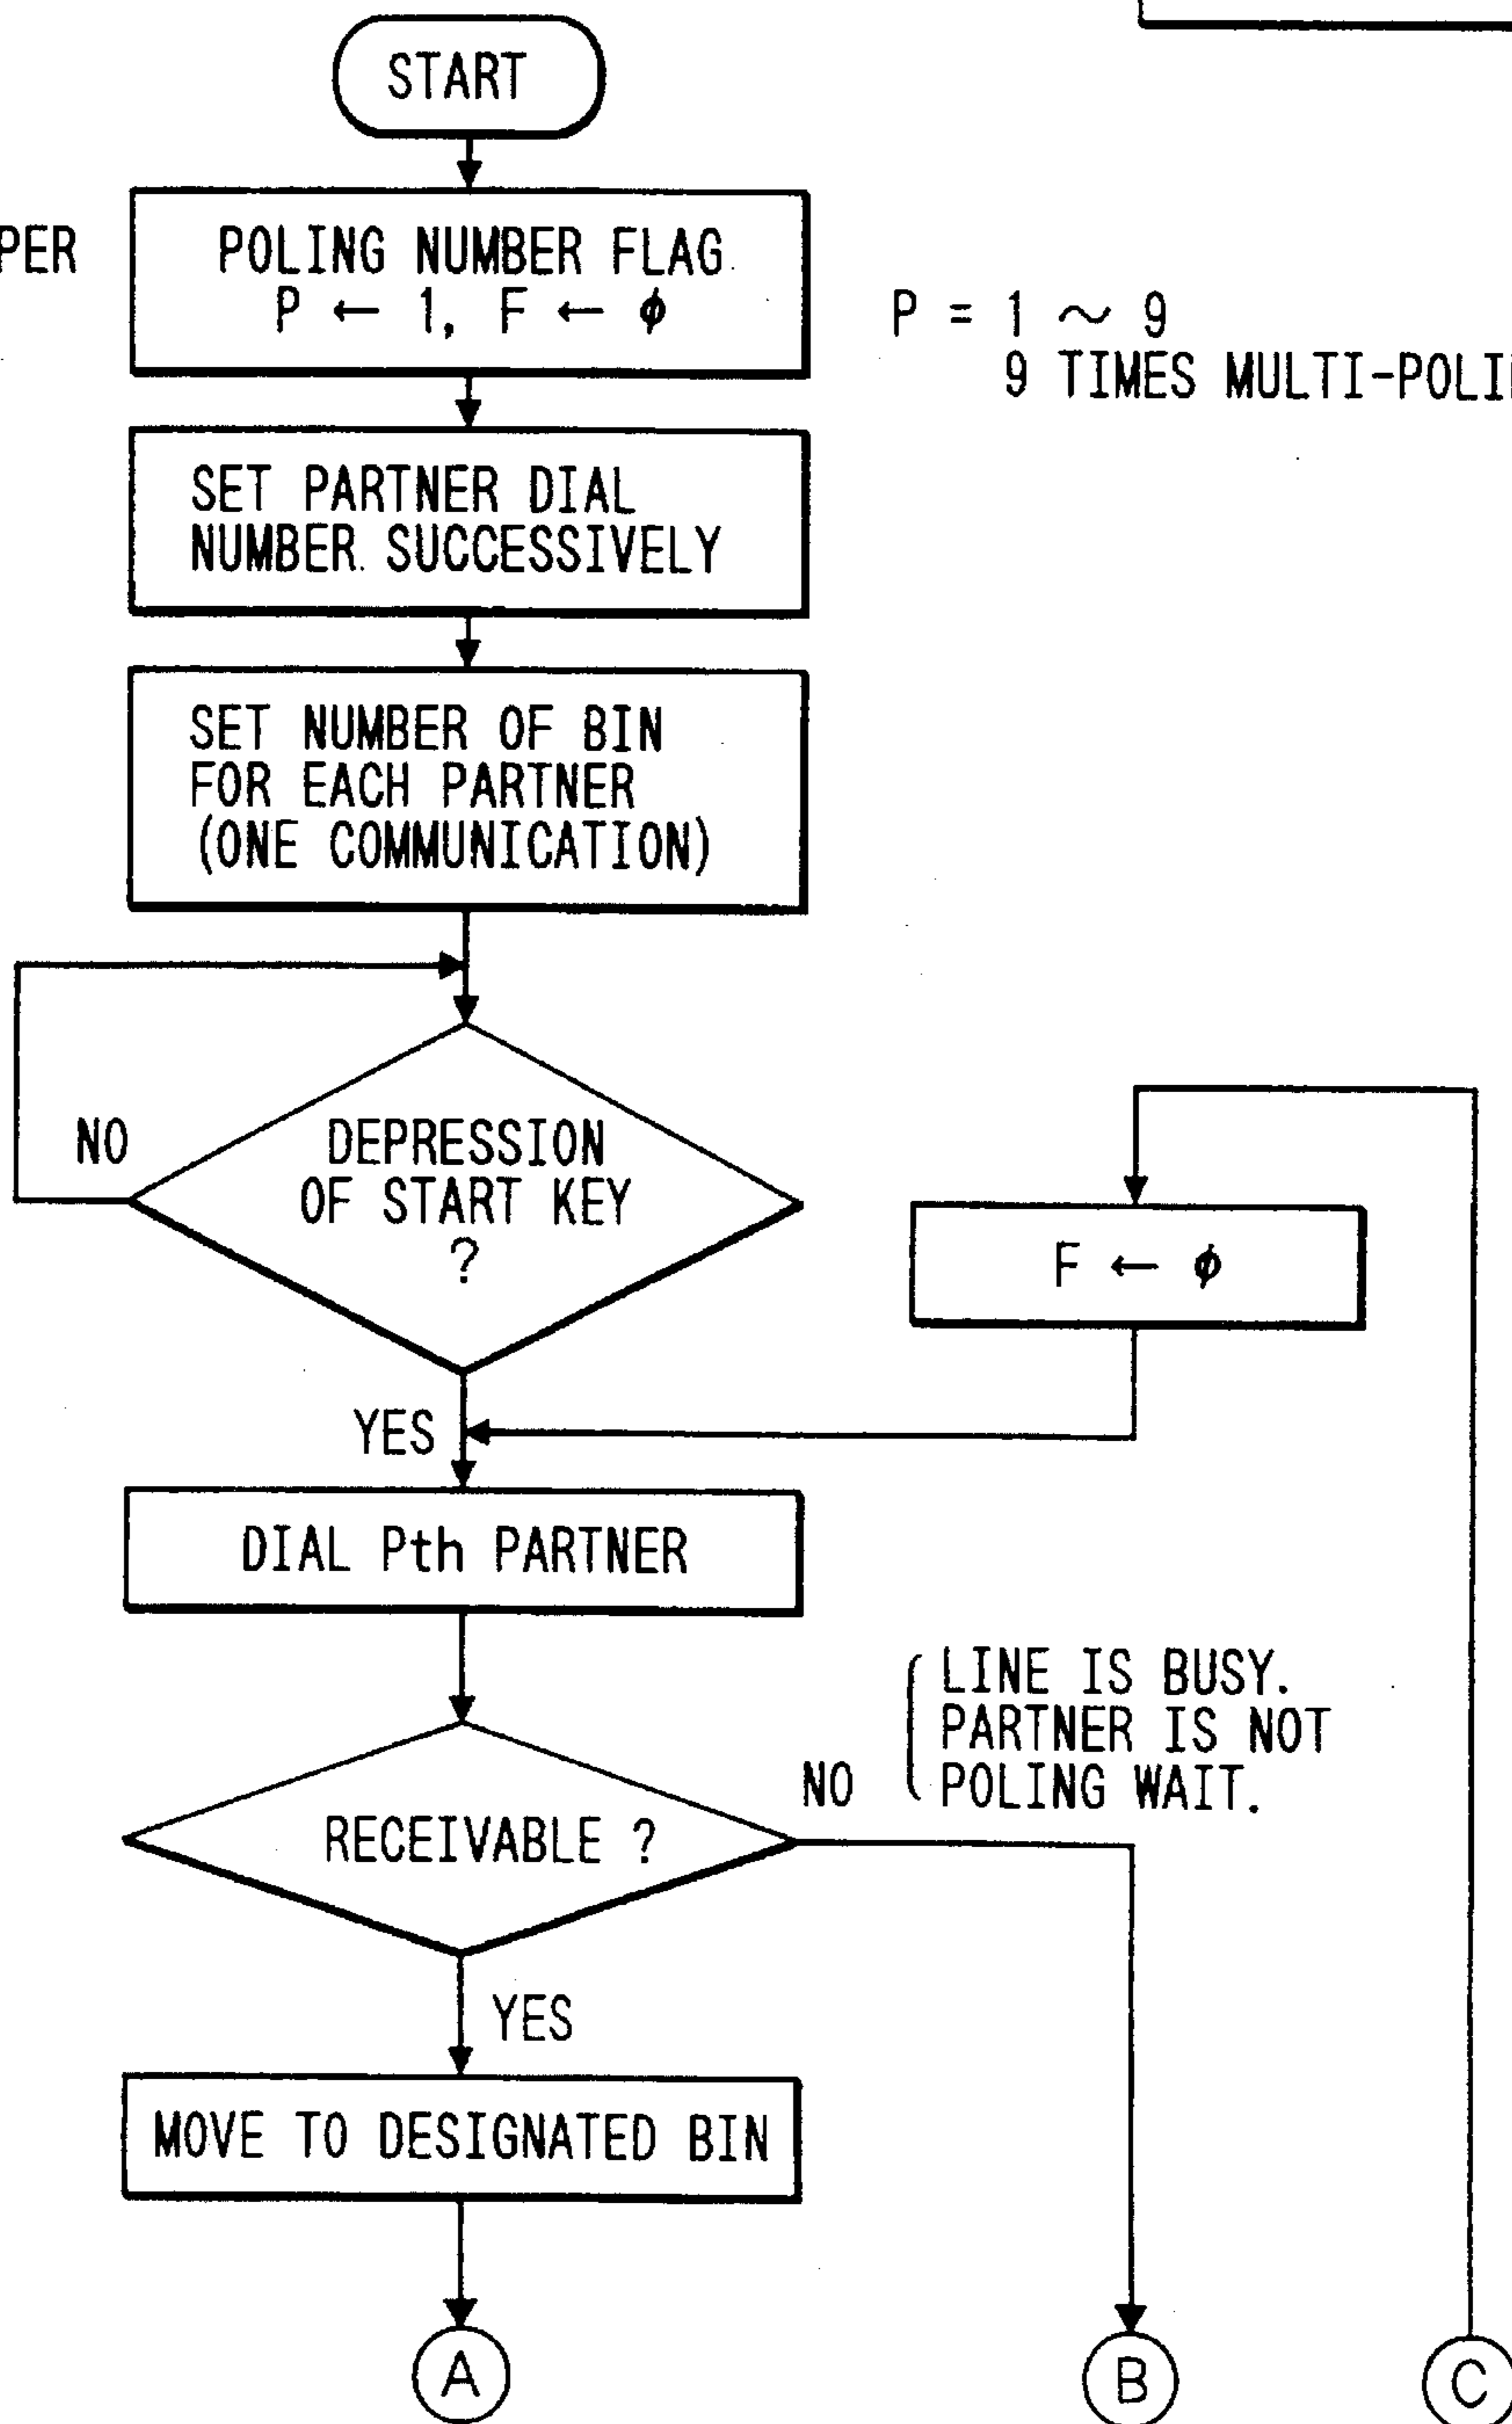 START
PER
POLING NUMBER FLAG
P ← 1, F ← ϕ
P = 1 ~ 9
9 TIMES MULTI-POLI
SET PARTNER DIAL
NUMBER SUCCESSIVELY
SET NUMBER OF BIN
FOR EACH PARTNER
(ONE COMMUNICATION)
NO
DEPRESSION
OF START KEY
?
F ← ϕ
YES
DIAL Pth PARTNER
LINE IS BUSY.
PARTNER IS NOT
POLING WAIT.
NO
RECEIVABLE ?
YES
MOVE TO DESIGNATED BIN
A
B
C